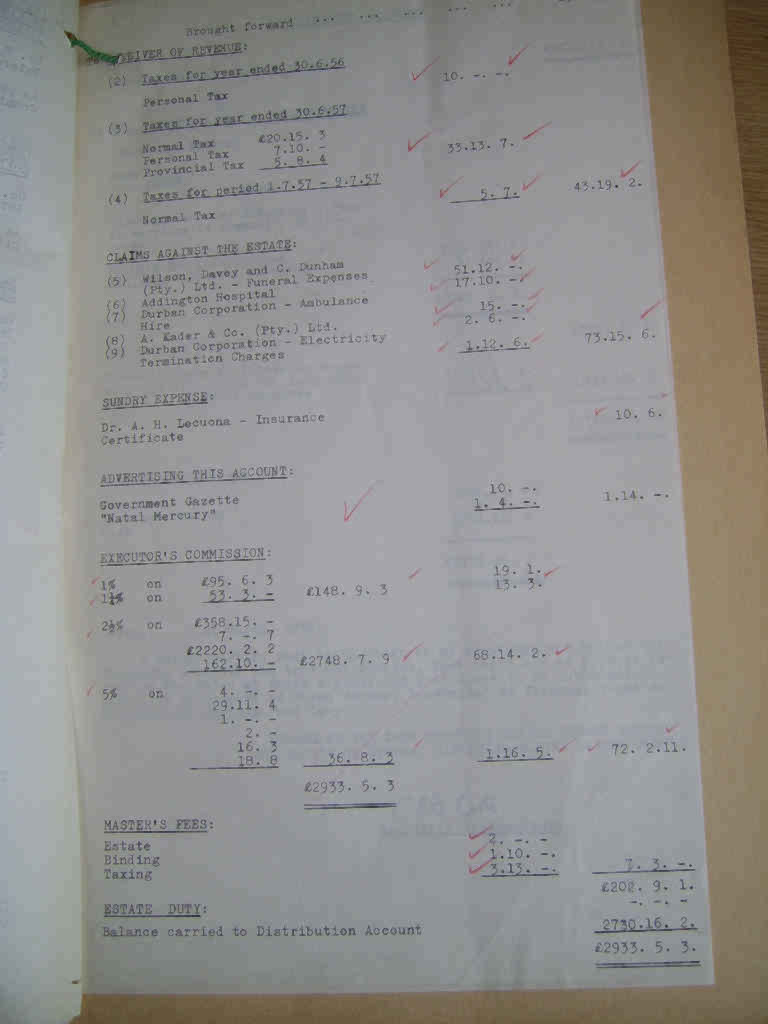 Brought forward ... ... ... ... ... ...
RECEIVER OF REVENUE:
(2) Taxes for year ended 30.6.56
Personal Tax 10. -. -.
(3) Taxes for year ended 30.6.57
Normal Tax £20.15. 3
Personal Tax 7.10. -
Provincial Tax 5. 8. 4 33.13. 7.
(4) Taxes for period 1.7.57 - 9.7.57
Normal Tax 5. 7. 43.19. 2.
CLAIMS AGAINST THE ESTATE:
(5) Wilson, Davey and C. Dunham
(Pty.) Ltd. - Funeral Expenses 51.12. -.
(6) Addington Hospital 17.10. -.
(7) Durban Corporation - Ambulance
Hire 15. -.
(8) A. Kader & Co. (Pty.) Ltd. 2. 6. -.
(9) Durban Corporation - Electricity
Termination Charges 1.12. 6. 73.15. 6.
SUNDRY EXPENSE:
Dr. A. H. Lecuona - Insurance
Certificate 10. 6.
ADVERTISING THIS ACCOUNT:
Government Gazette 10. -.
"Natal Mercury" 1. 4. -. 1.14. -.
EXECUTOR'S COMMISSION:
1% on £95. 6. 3 19. 1.
1¼% on 53. 3. - £148. 9. 3 13. 3.
2½% on £358.15. -
7. -. 7
£2220. 2. 2
162.10. - £2748. 7. 9 68.14. 2.
5% on 4. -. -
29.11. 4
1. -. -
2. -
16. 3
18. 8 36. 8. 3 1.16. 5. 72. 2.11.
£2933. 5. 3
MASTER'S FEES:
Estate 2. -. -
Binding 1.10. -.
Taxing 3.13. -. 7. 3. -.
£202. 9. 1.
ESTATE DUTY: -. -. -
Balance carried to Distribution Account 2730.16. 2.
£2933. 5. 3.